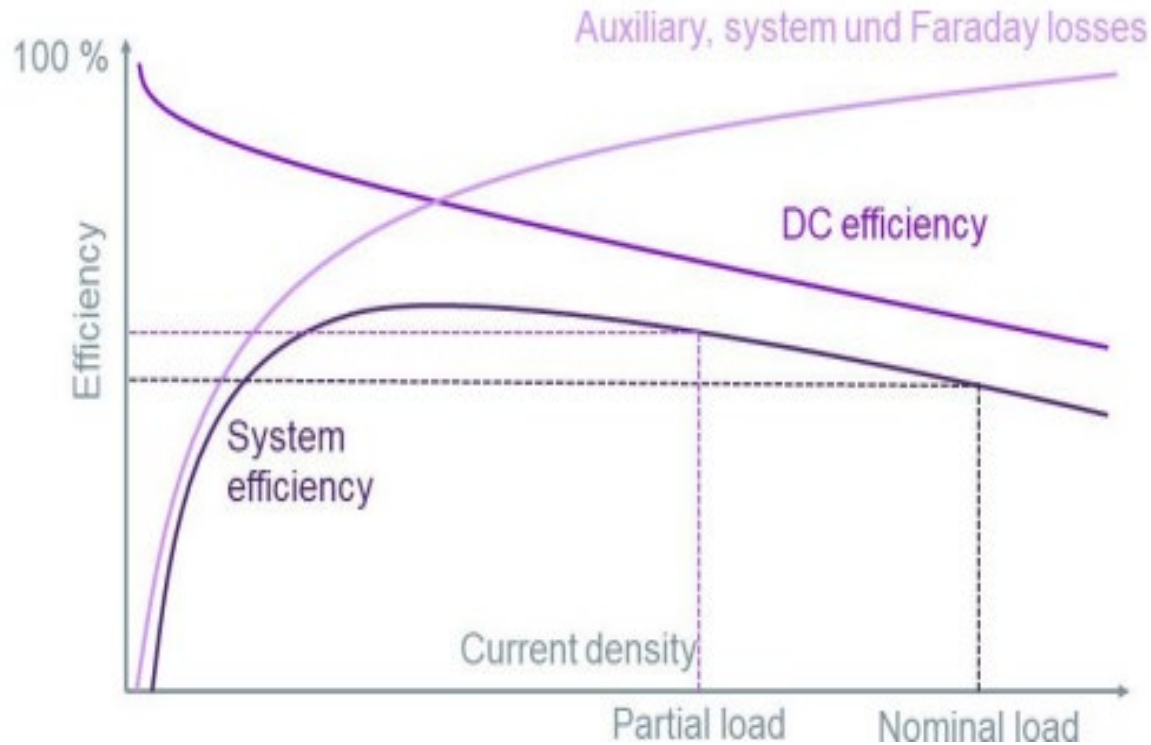 Auxiliary, system und Faraday losses
100 %
DC efficiency
Efficiency
System
efficiency
Current density
Partial load
Nominal load